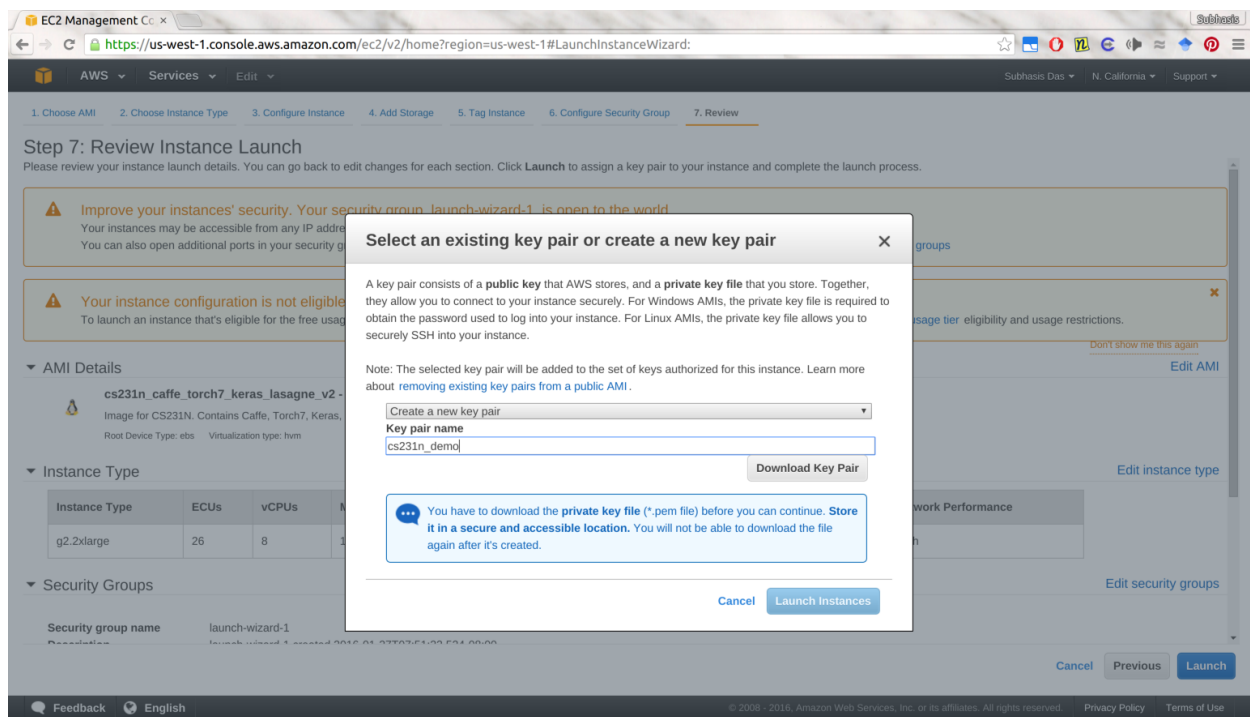 EC2 Management Co ×
Subhasis
https://us-west-1.console.aws.amazon.com/ec2/v2/home?region=us-west-1#LaunchInstanceWizard:
AWS Services Edit Subhasis Das N. California Support
1. Choose AMI 2. Choose Instance Type 3. Configure Instance 4. Add Storage 5. Tag Instance 6. Configure Security Group 7. Review
Step 7: Review Instance Launch
Please review your instance launch details. You can go back to edit changes for each section. Click Launch to assign a key pair to your instance and complete the launch process.
Improve your instances' security. Your security group, launch-wizard-1, is open to the world
Your instances may be accessible from any IP addre
You can also open additional ports in your security g groups
Your instance configuration is not eligible
To launch an instance that's eligible for the free usag usage tier eligibility and usage restrictions.
Don't show me this again
AMI Details Edit AMI
cs231n_caffe_torch7_keras_lasagne_v2 -
Image for CS231N. Contains Caffe, Torch7, Keras,
Root Device Type: ebs Virtualization type: hvm
Instance Type Edit instance type
Instance Type ECUs vCPUs work Performance
g2.2xlarge 26 8 1 h
Security Groups Edit security groups
Security group name launch-wizard-1
Select an existing key pair or create a new key pair ×
A key pair consists of a public key that AWS stores, and a private key file that you store. Together,
they allow you to connect to your instance securely. For Windows AMIs, the private key file is required to
obtain the password used to log into your instance. For Linux AMIs, the private key file allows you to
securely SSH into your instance.
Note: The selected key pair will be added to the set of keys authorized for this instance. Learn more
about removing existing key pairs from a public AMI.
Create a new key pair
Key pair name
cs231n_demo
Download Key Pair
You have to download the private key file (*.pem file) before you can continue. Store
it in a secure and accessible location. You will not be able to download the file
again after it's created.
Cancel Launch Instances
Cancel Previous Launch
Feedback English © 2008 - 2016, Amazon Web Services, Inc. or its affiliates. All rights reserved. Privacy Policy Terms of Use